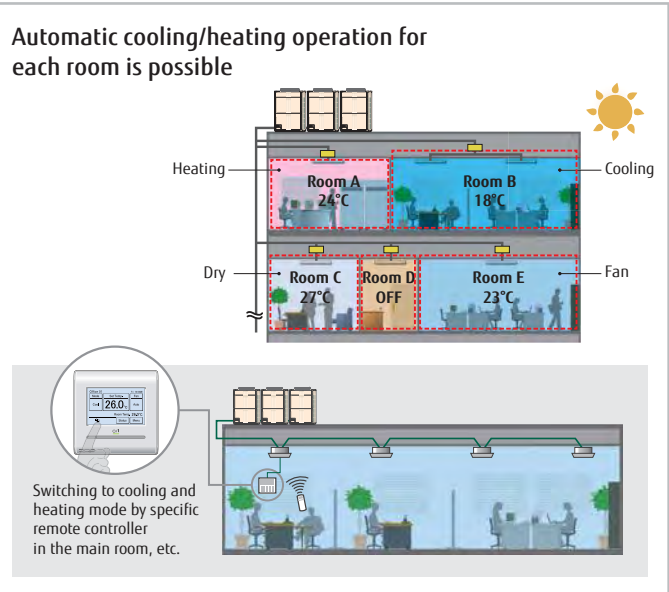 Automatic cooling/heating operation for
each room is possible
Heating
Room A
24°C
Room B
18°C
Cooling
Dry
Room C
27°C
Room D
OFF
Room E
23°C
Fan
26.0
Switching to cooling and
heating mode by specific
remote controller
in the main room, etc.